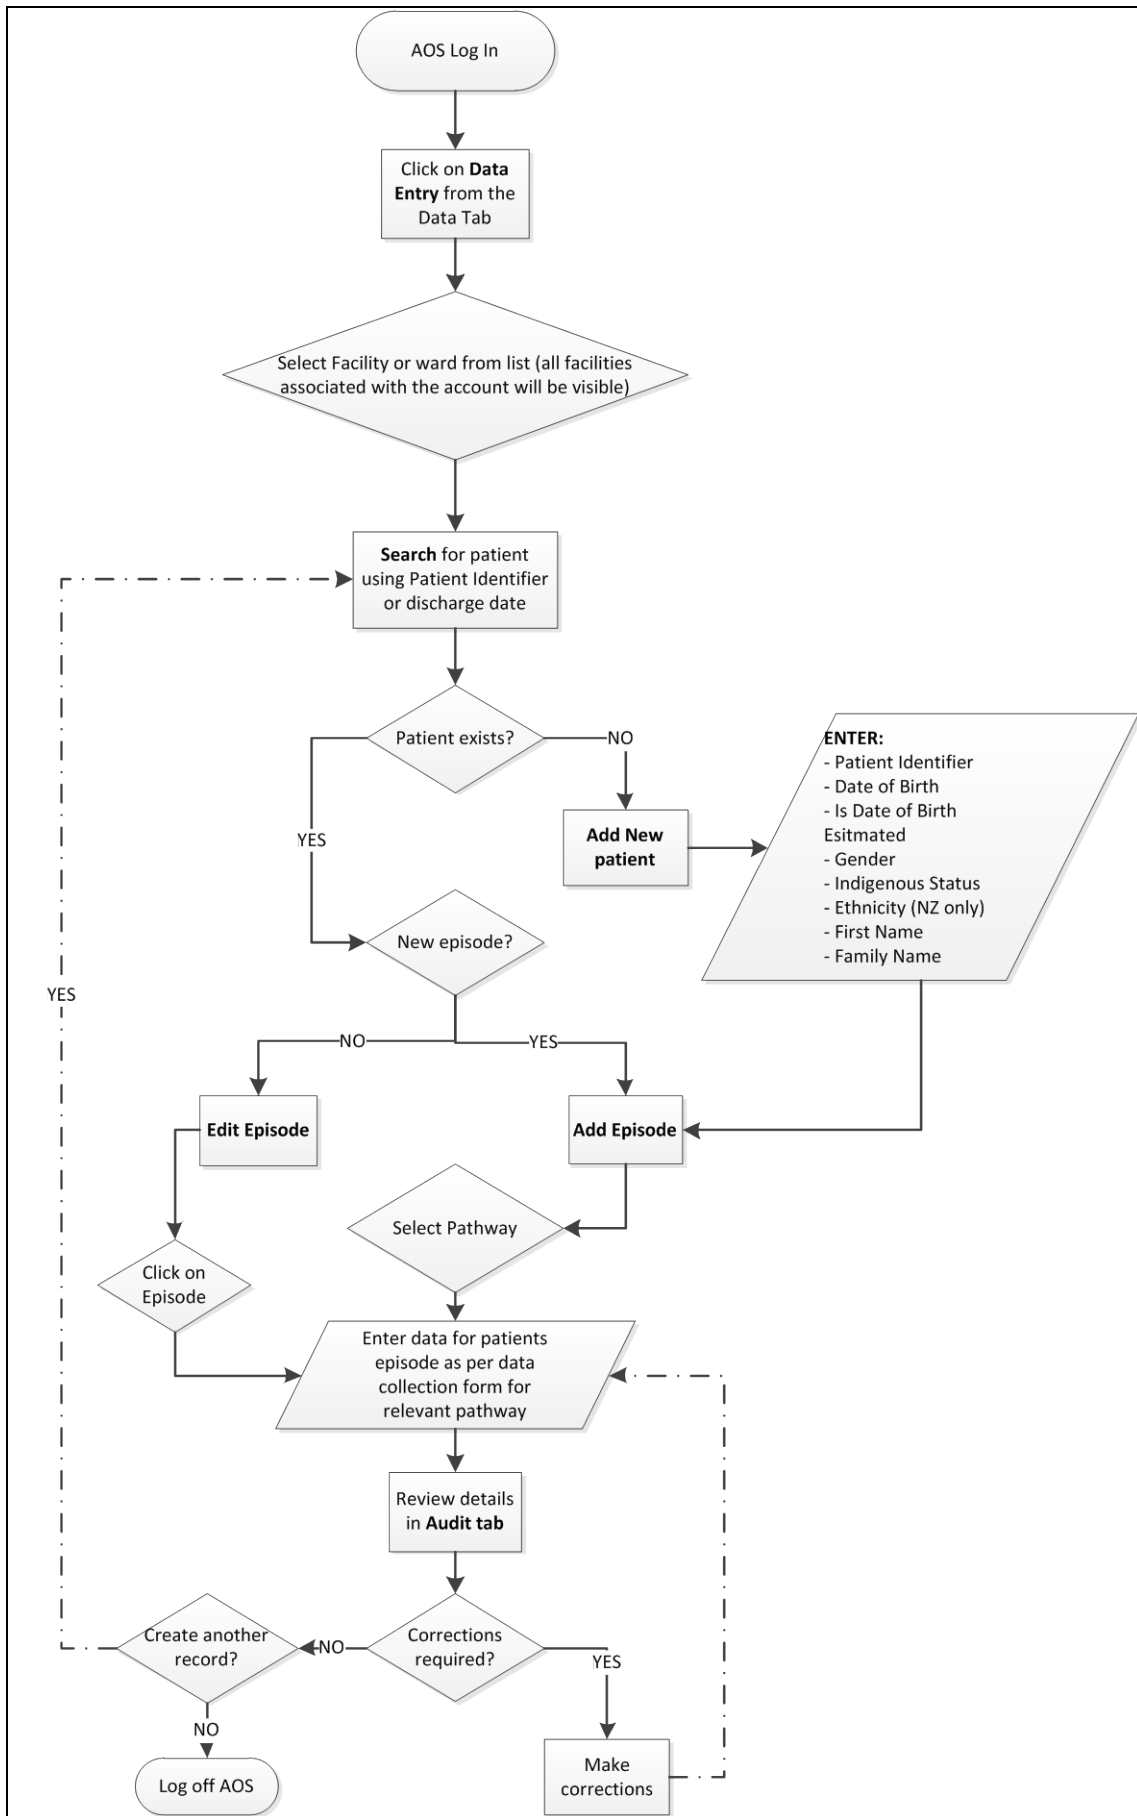 AOS Log In
Click on Data
Entry from the
Data Tab
Select Facility or ward from list (all facilities
associated with the account will be visible)
Search for patient
using Patient Identifier
or discharge date
Patient exists?
NO
ENTER:
- Patient Identifier
- Date of Birth
- Is Date of Birth
Esitmated
- Gender
- Indigenous Status
- Ethnicity (NZ only)
- First Name
- Family Name
Add New
patient
YES
New episode?
YES
NO
YES
Edit Episode
Add Episode
Select Pathway
Click on
Episode
Enter data for patients
episode as per data
collection form for
relevant pathway
Review details
in Audit tab
Corrections
required?
NO
Create another
record?
YES
NO
Log off AOS
Make
corrections